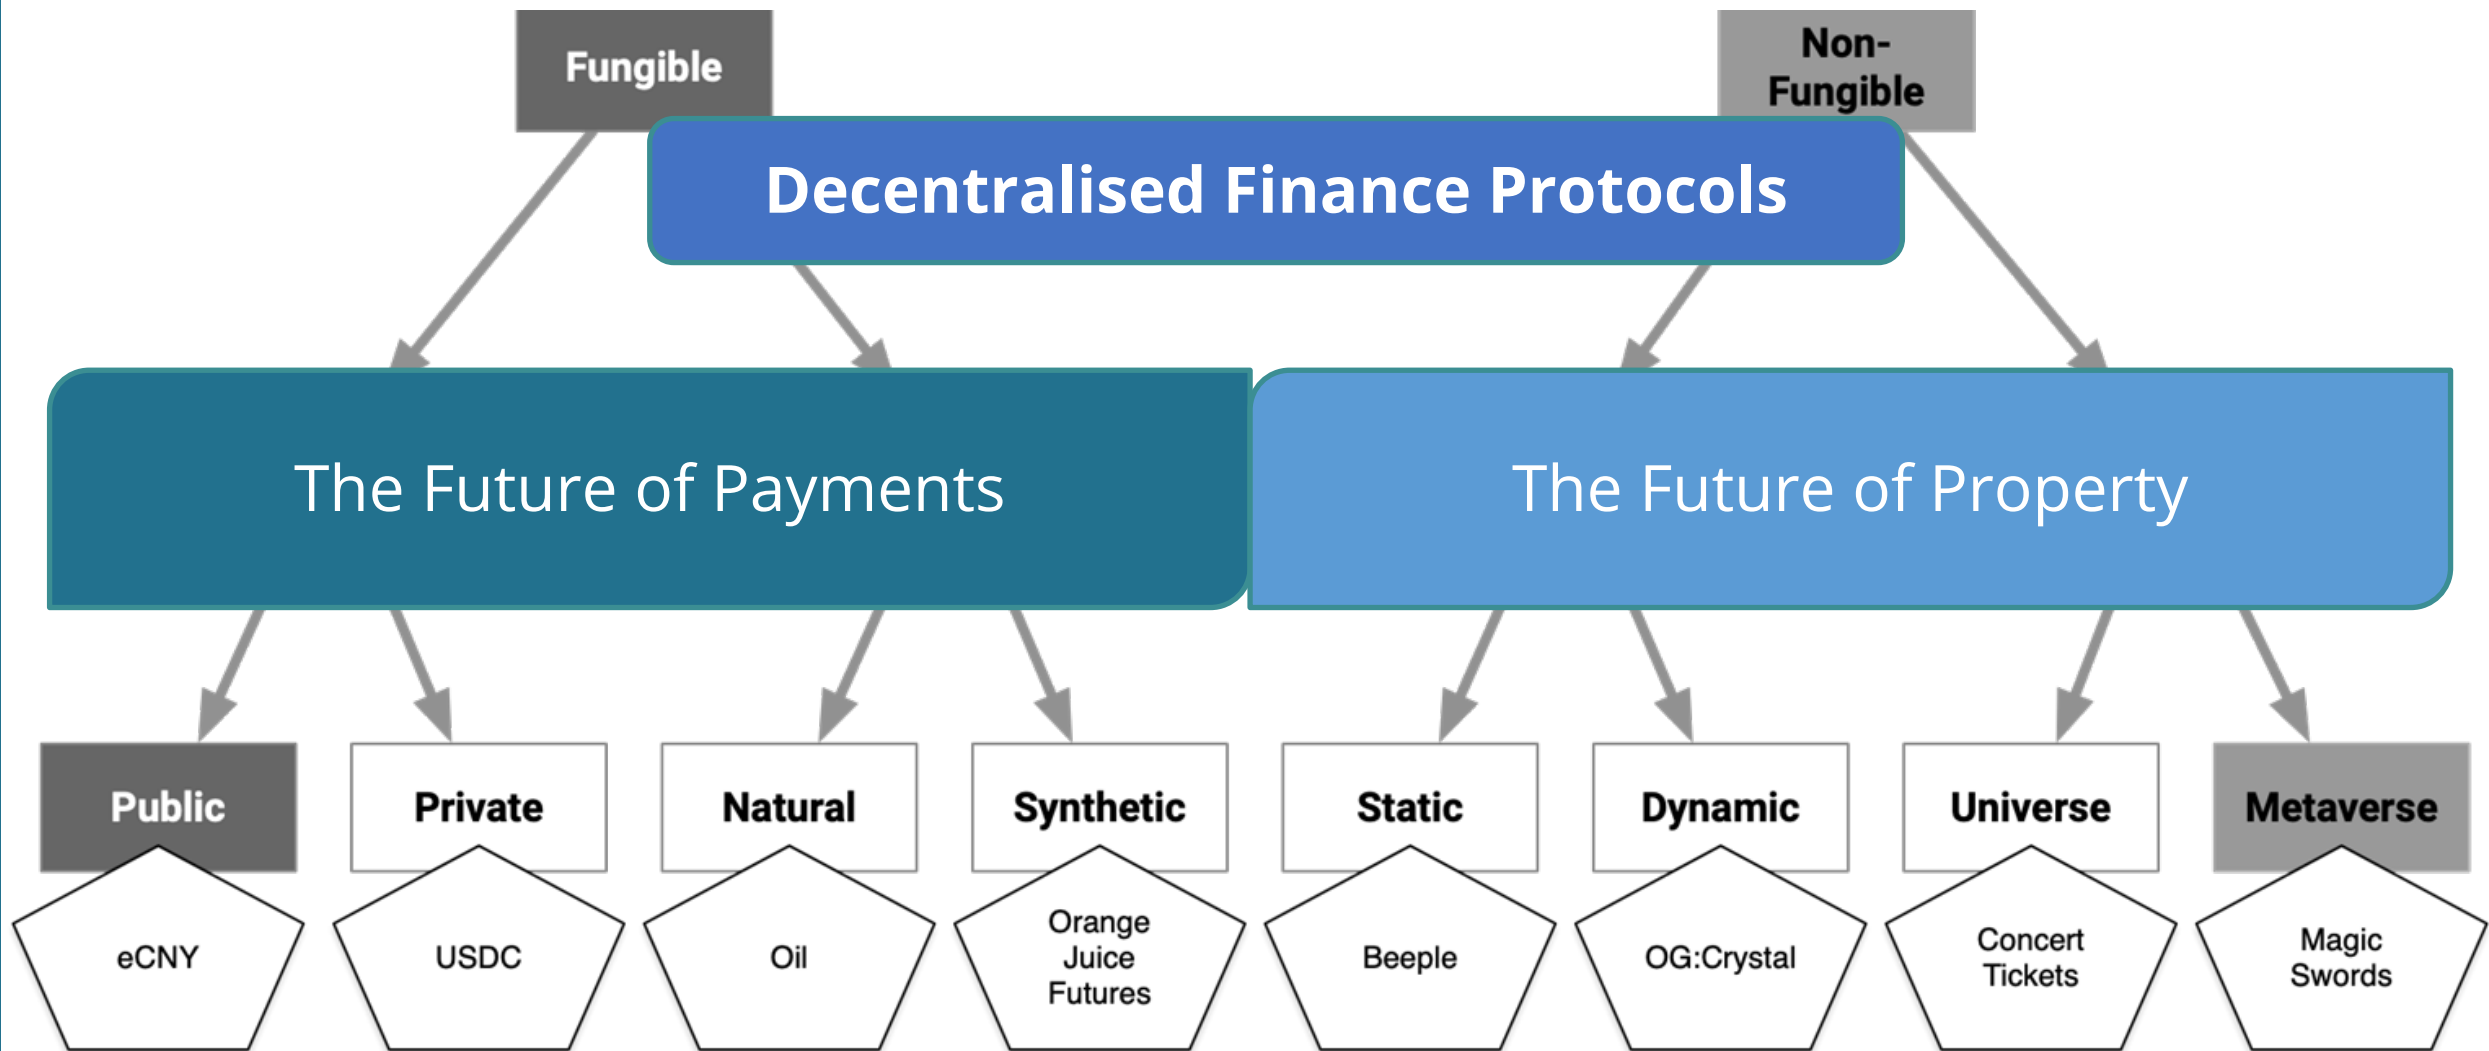 Fungible
Non-
Fungible
Decentralised Finance Protocols
The Future of Payments
The Future of Property
Public
Private
Natural
Synthetic
Static
Dynamic
Universe
Metaverse
eCNY
USDC
Oil
Orange
Juice
Futures
Beeple
OG:Crystal
Concert
Tickets
Magic
Swords